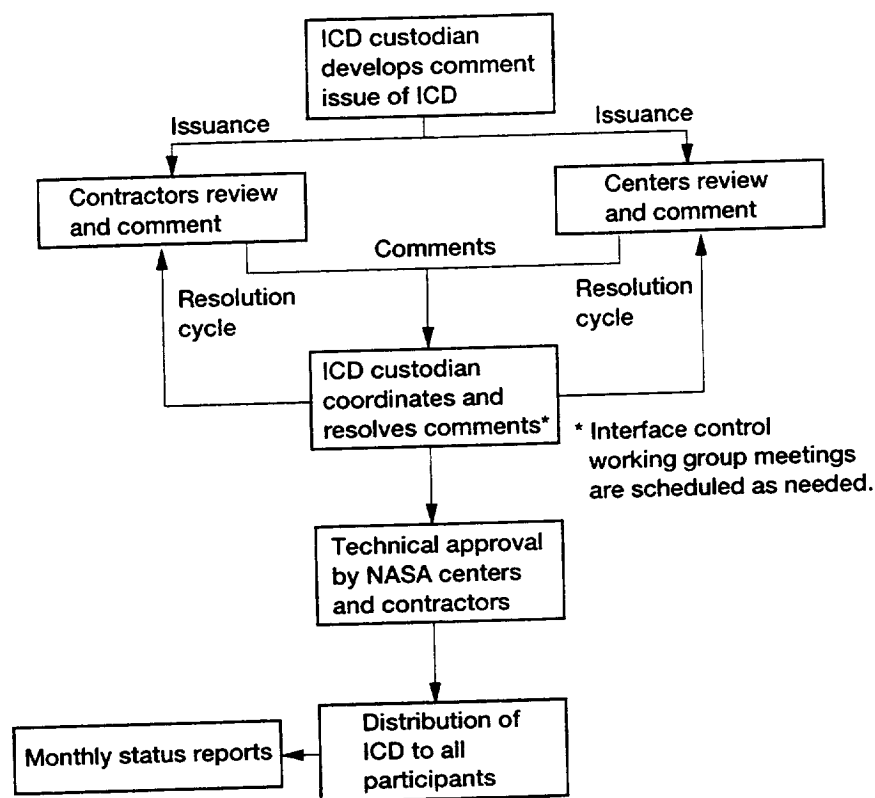 ICD custodian
develops comment
issue of ICD
Issuance
Issuance
Contractors review
and comment
Centers review
and comment
Comments
Resolution
cycle
Resolution
cycle
ICD custodian
coordinates and
resolves comments*
* Interface control
working group meetings
are scheduled as needed.
Technical approval
by NASA centers
and contractors
Distribution of
ICD to all
participants
Monthly status reports